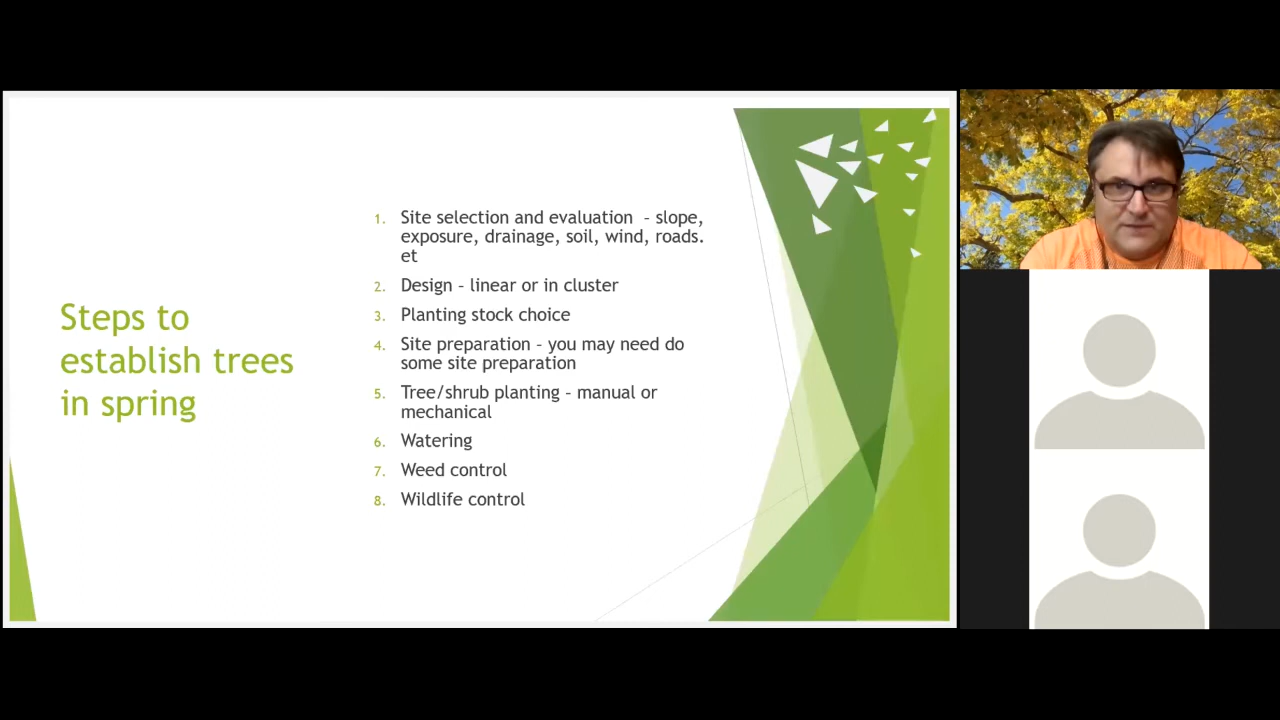 Steps to
establish trees
in spring
1. Site selection and evaluation – slope,
exposure, drainage, soil, wind, roads.
et
2. Design – linear or in cluster
3. Planting stock choice
4. Site preparation – you may need do
some site preparation
5. Tree/shrub planting – manual or
mechanical
6. Watering
7. Weed control
8. Wildlife control